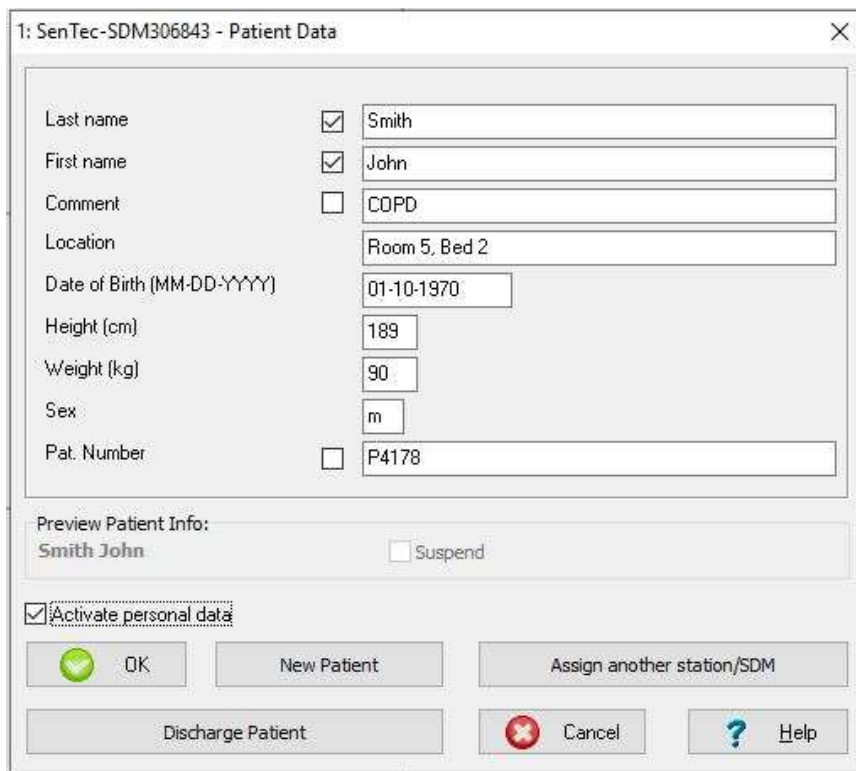 1: SenTec-SDM306843 - Patient Data
Last name Smith
First name John
Comment COPD
Location Room 5, Bed 2
Date of Birth (MM-DD-YYYY) 01-10-1970
Height (cm) 189
Weight (kg) 90
Sex m
Pat. Number P4178
Preview Patient Info:
Smith John Suspend
Activate personal data
OK New Patient Assign another station/SDM
Discharge Patient Cancel Help